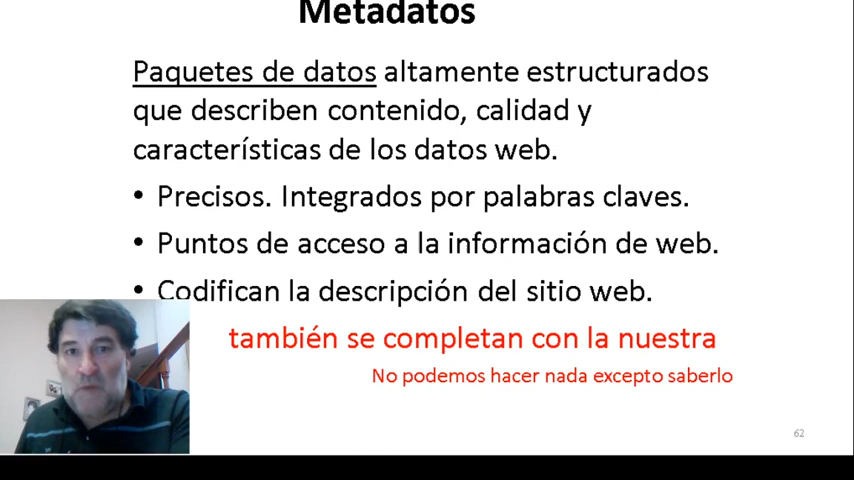 Metadatos
Paquetes de datos altamente estructurados
que describen contenido, calidad y
características de los datos web.
• Precisos. Integrados por palabras claves.
• Puntos de acceso a la información de web.
• Codifican la descripción del sitio web.
también se completan con la nuestra
No podemos hacer nada excepto saberlo
62